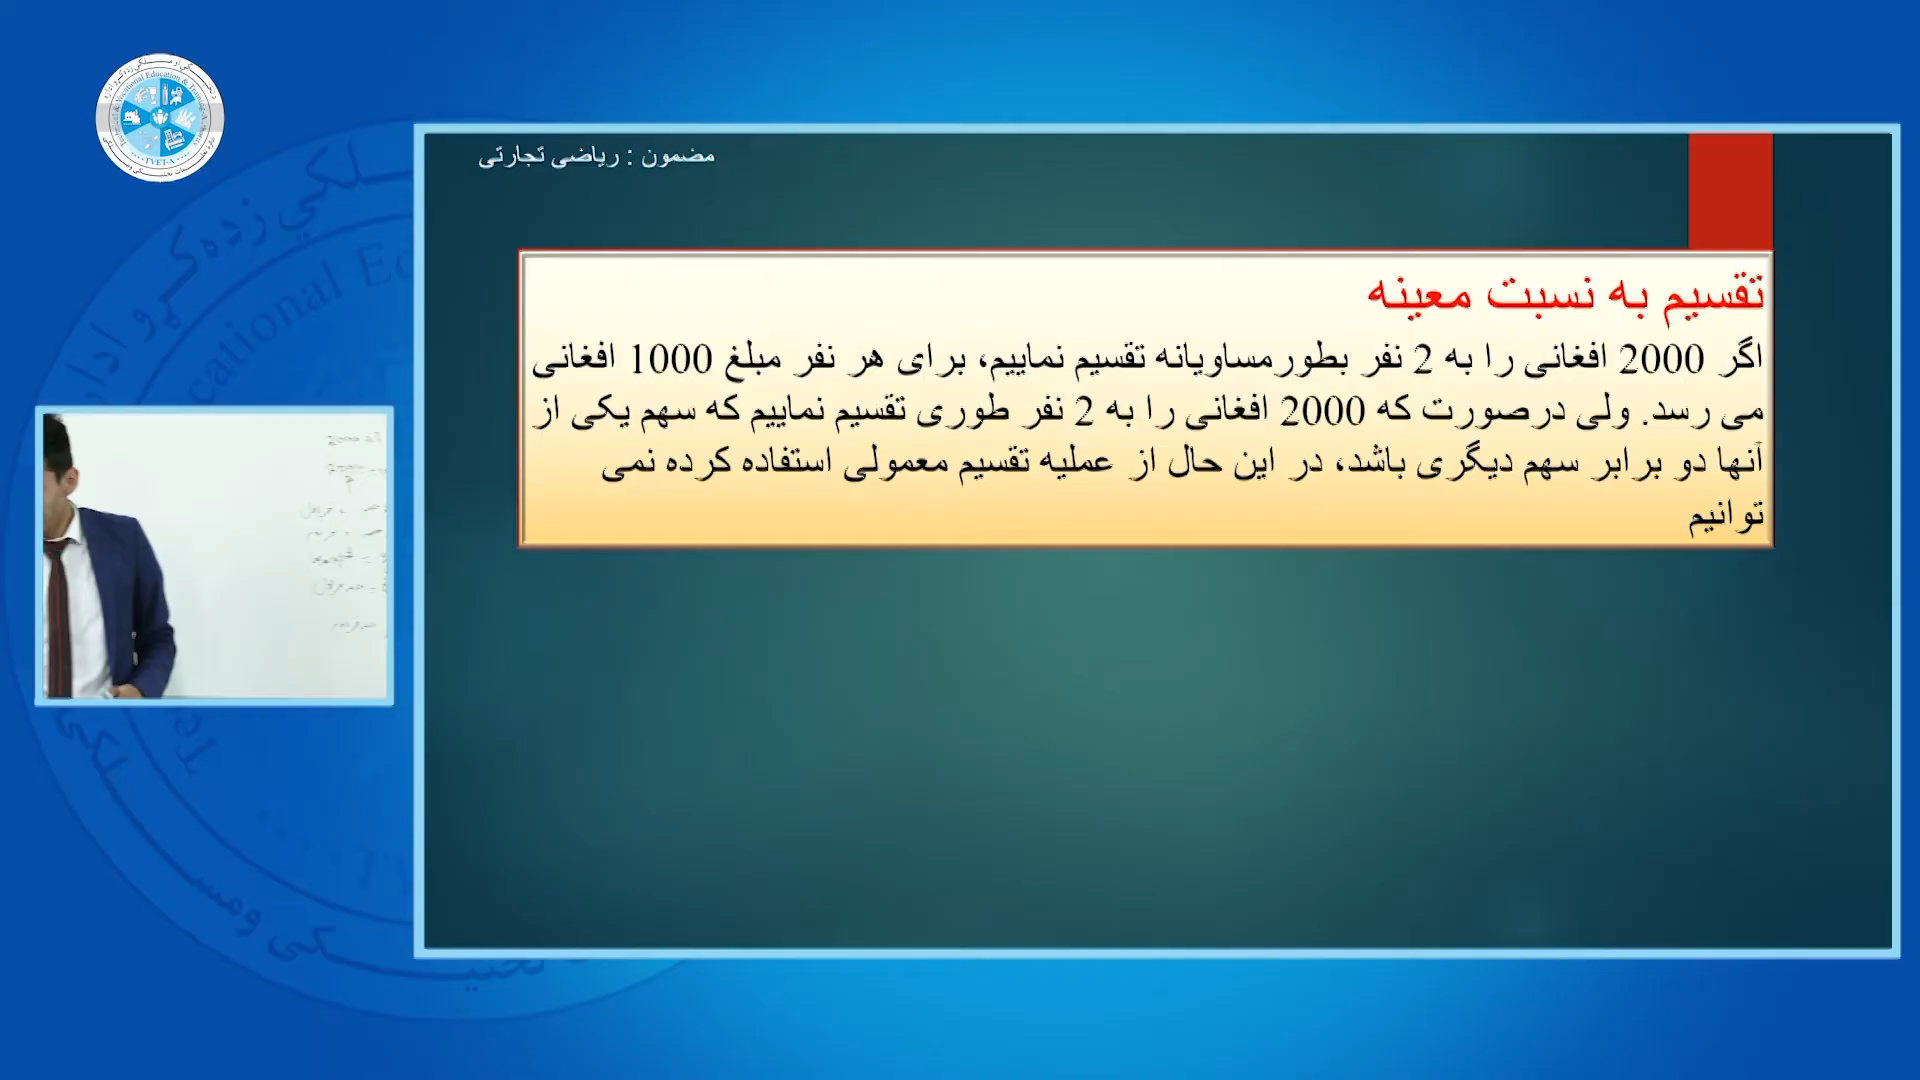 مضمون : ریاضی تجارتی
تقسیم به نسبت معینه
اگر 2000 افغانی را به 2 نفر بطورمساویانه تقسیم نماییم، برای هر نفر مبلغ 1000 افغانی
می رسد. ولی درصورت که 2000 افغانی را به 2 نفر طوری تقسیم نماییم که سهم یکی از
آنها دو برابر سهم دیگری باشد، در این حال از عملیه تقسیم معمولی استفاده کرده نمی
توانیم
TVET-A